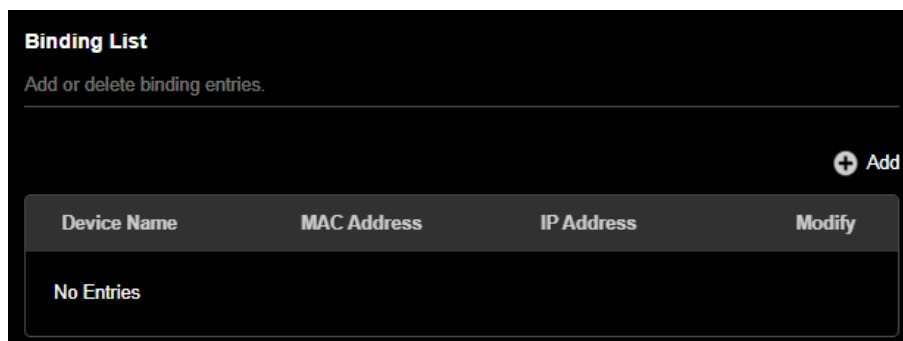 Binding List
Add or delete binding entries.
Add
Device Name MAC Address IP Address Modify
No Entries